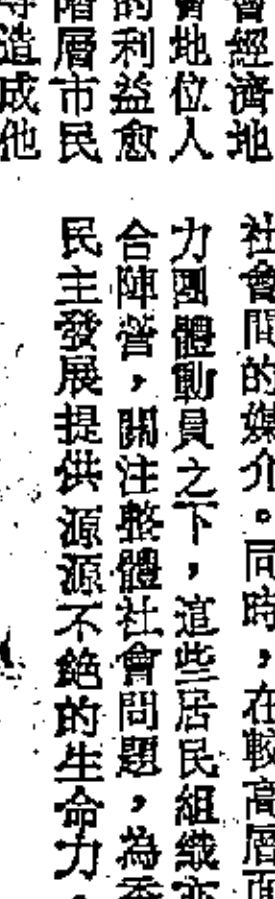 會經濟地
會地位人
的利益愈
階層市民
造成他
社會間的媒介。同時，在較高層面
力團體動員之下，這些居民組織亦
合陣營，關注整體社會問題，為香
民主發展提供源源不絕的生命力